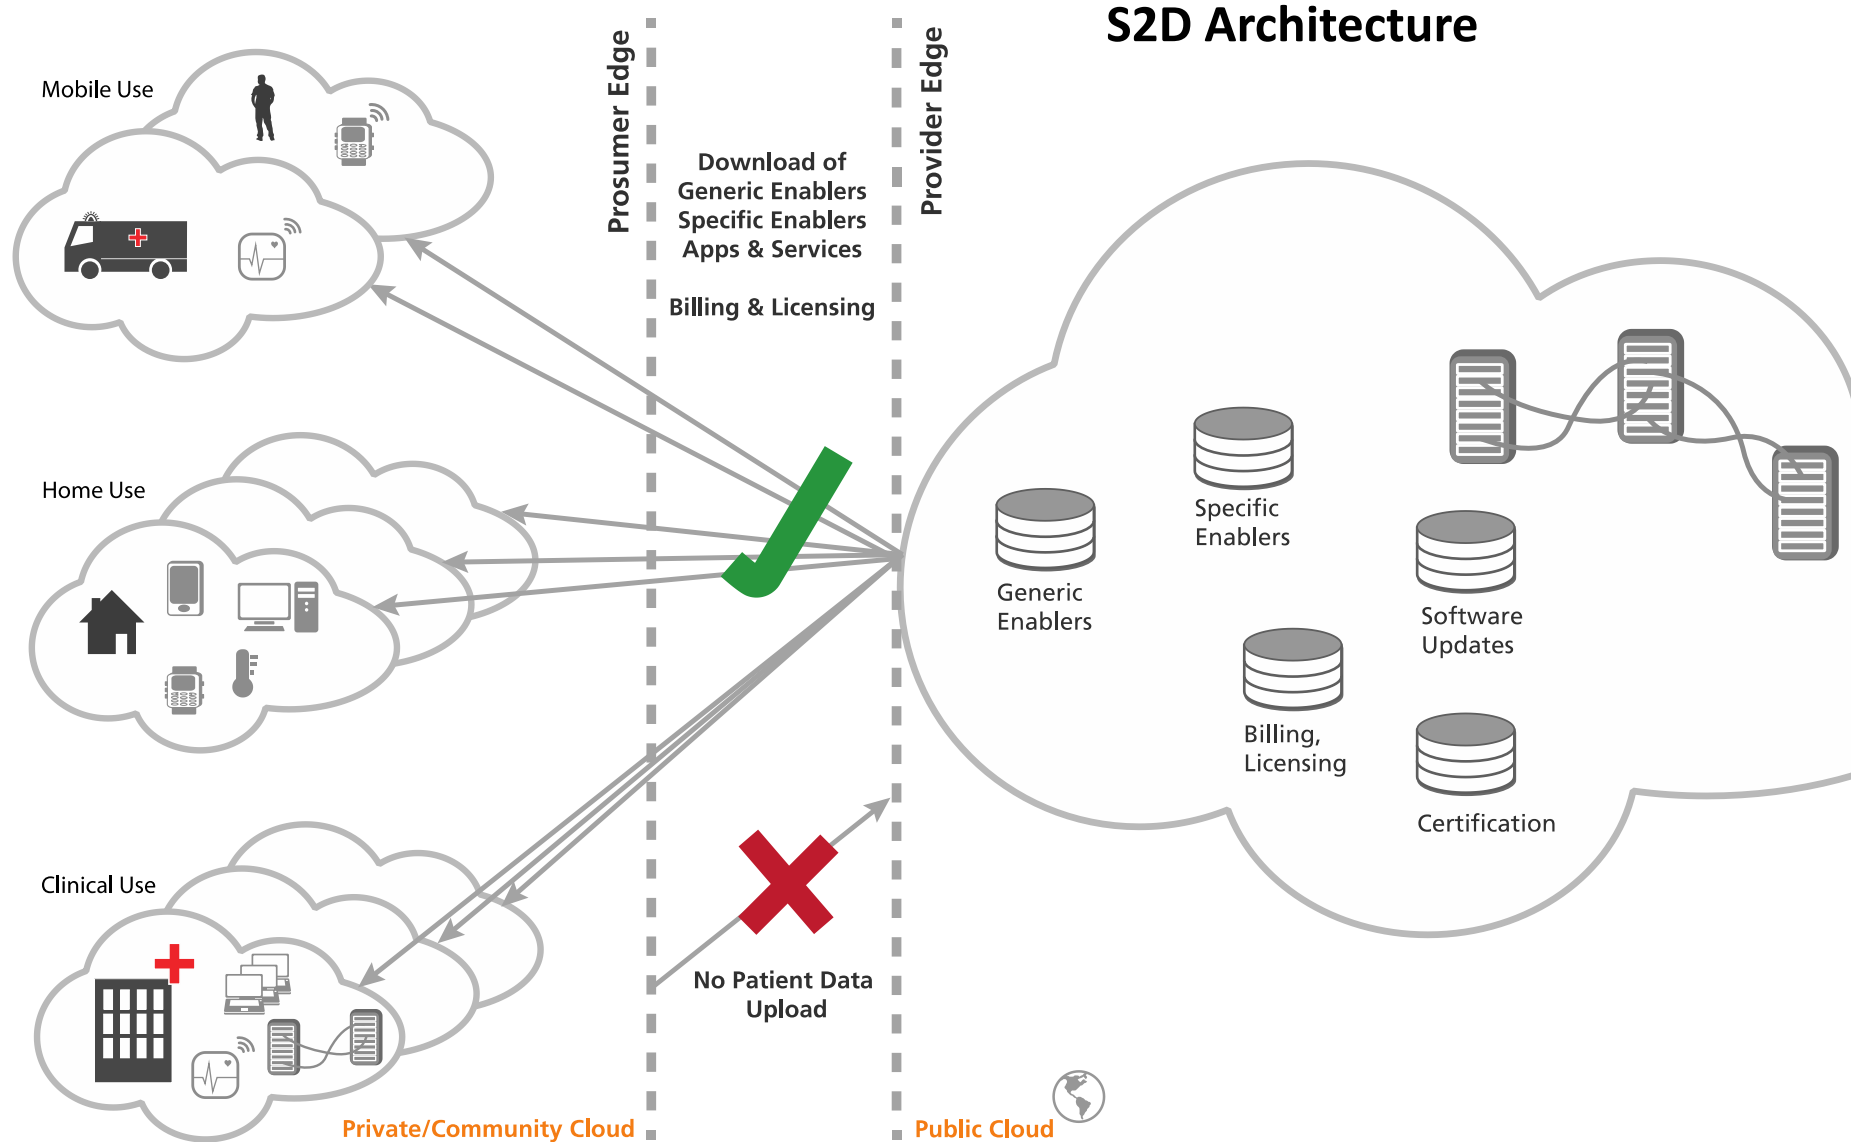 S2D Architecture
Mobile Use
Prosumer Edge
Provider Edge
Download of
Generic Enablers
Specific Enablers
Apps & Services
Billing & Licensing
Home Use
Specific
Enablers
Generic
Enablers
Software
Updates
Billing,
Licensing
Certification
Clinical Use
No Patient Data
Upload
Private/Community Cloud
Public Cloud